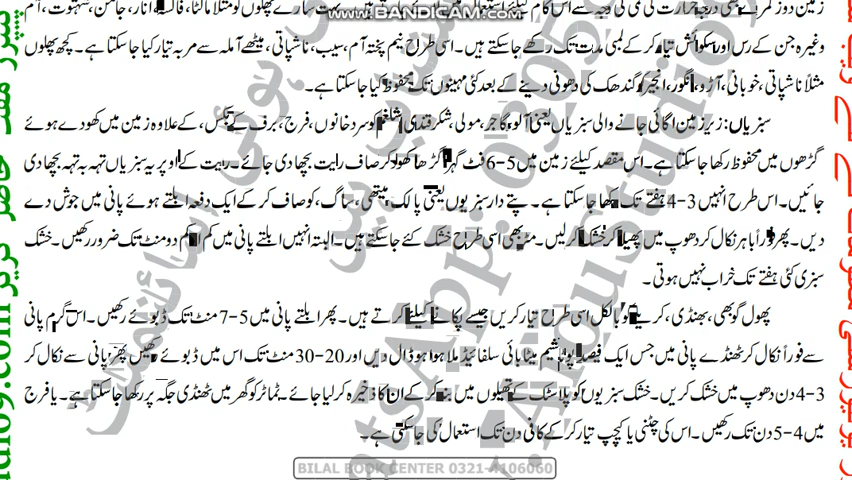 زمین دوز کمرے بھی درجہ حرارت کی کمی کی وجہ سے اس کام کیلئے استعمال ہیں۔ بہت سارے پھلوں کو مثلاً مالٹا، فالسہ، انار، جامن، شہتوت، آم
www.BANDICAM.com
وغیرہ جن کے رس اور اسکوائش تیار کر کے لمبی مدت تک رکھے جا سکتے ہیں۔ اسی طرح نیم پختہ آم، سیب، ناشپاتی، میٹھے آملہ سے مربہ تیار کیا جا سکتا ہے۔ کچھ پھلوں
مثلاً ناشپاتی، خوبانی، آڑو، انگور، انجیر کو گندھک کی دھونی دینے کے بعد کئی مہینوں تک محفوظ کیا جا سکتا ہے۔
سبزیاں: زیر زمین اگائی جانے والی سبزیاں یعنی آلو، گاجر، مولی، شکر قندی، شلغم کو سرد خانوں، فرج، برف کے بکس، کے علاوہ زمین میں کھودے ہوئے
گڑھوں میں محفوظ رکھا جا سکتا ہے۔ اس مقصد کیلئے زمین میں 5-6 فٹ گہرا گڑھا کھود کر صاف ریت بچھا دی جائے۔ ریت کے اوپر یہ سبزیاں تہہ بہ تہہ بچھا دی
جائیں۔ اس طرح انہیں 3-4 ہفتے تک رکھا جا سکتا ہے۔ پتے دار سبزیوں یعنی پالک، میتھی، ساگ، کو صاف کر کے ایک دفعہ ابلتے ہوئے پانی میں جوش دے
دیں۔ پھر فوراً باہر نکال کر دھوپ میں پھیلا کر خشک کر لیں۔ مٹر بھی اسی طرح خشک کئے جا سکتے ہیں۔ البتہ انہیں ابلتے پانی میں کم از کم دو منٹ تک ضرور رکھیں۔ خشک
سبزی کئی ہفتے تک خراب نہیں ہوتی۔
پھول گوبھی، بھنڈی، کریلے کو بالکل اسی طرح تیار کریں جیسے پکانے کیلئے کرتے ہیں۔ پھر ابلتے پانی میں 5-7 منٹ تک ڈبوئے رکھیں۔ اس گرم پانی
سے فوراً نکال کر ٹھنڈے پانی میں جس ایک فیصد پوٹاشیم میٹا بائی سلفائیڈ ملا ہوا ہو ڈال دیں اور 20-30 منٹ تک اس میں ڈبوئے رکھیں پھر پانی سے نکال کر
3-4 دن دھوپ میں خشک کریں۔ خشک سبزیوں کو پلاسٹک کے تھیلوں میں بند کر کے ان کا ذخیرہ کر لیا جائے۔ ٹماٹر کو گھر میں ٹھنڈی جگہ پر رکھا جا سکتا ہے۔ یا فرج
میں 4-5 دن تک رکھیں۔ اس کی چٹنی یا کیچپ تیار کر کے کافی دن تک استعمال کی جا سکتی ہے۔
BILAL BOOK CENTER 0321-4106060